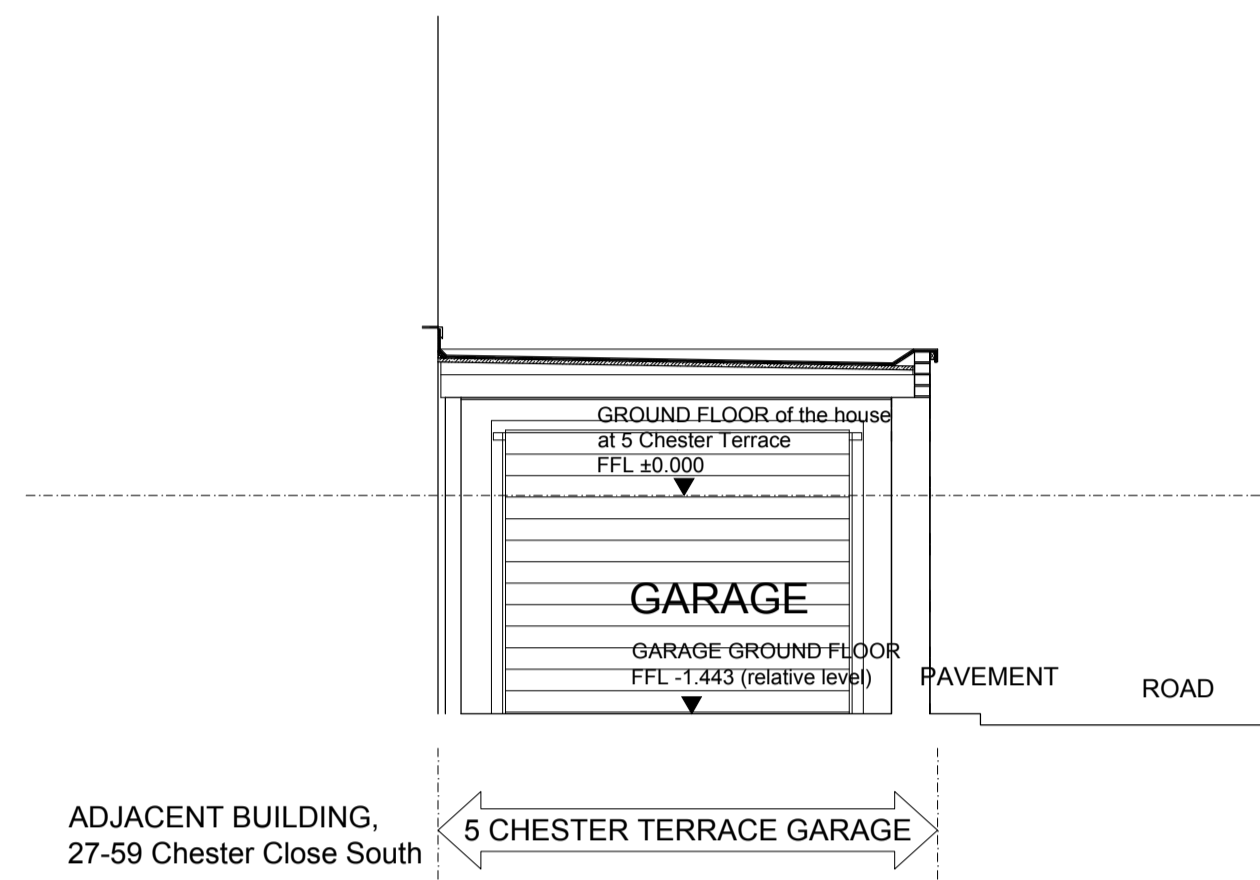 GROUND FLOOR of the house
at 5 Chester Terrace
FFL ±0.000
GARAGE
GARAGE GROUND FLOOR
FFL -1.443 (relative level)
PAVEMENT
ROAD
ADJACENT BUILDING,
27-59 Chester Close South
5 CHESTER TERRACE GARAGE